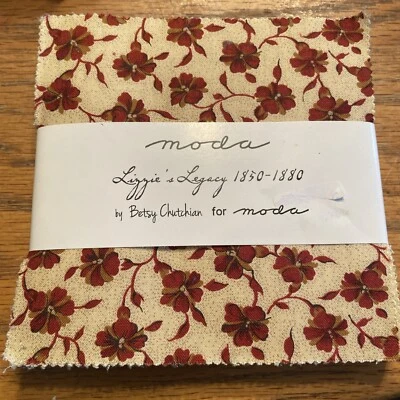 moda
Lizzie's Legacy 1850-1880
by Betsy Chutchian for moda